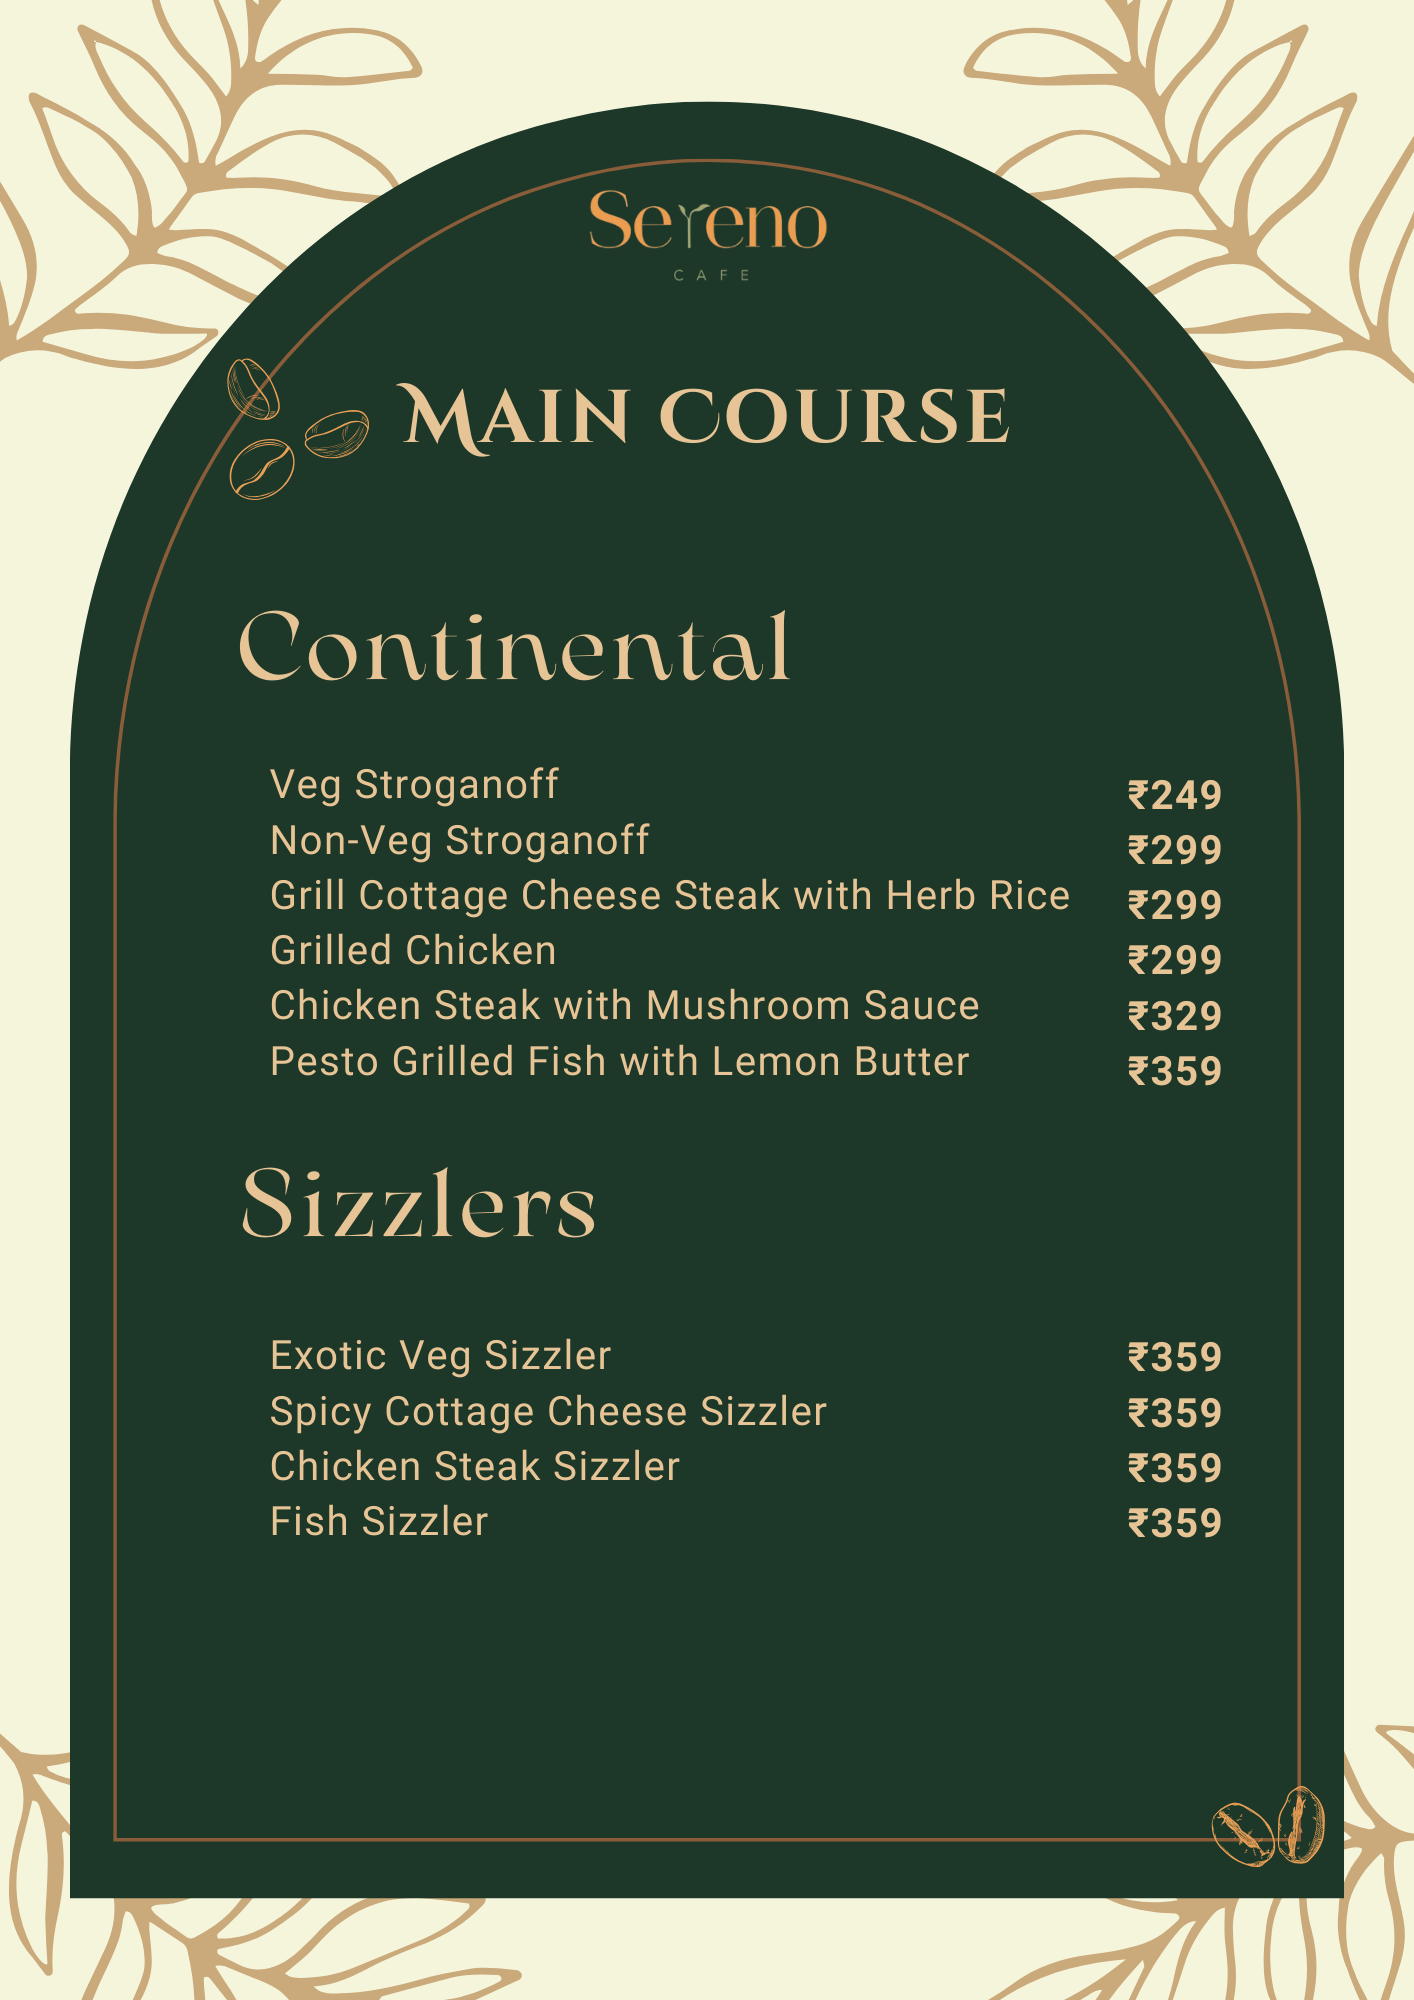 Sereno
CAFE
MAIN COURSE
Continental
Veg Stroganoff ₹249
Non-Veg Stroganoff ₹299
Grill Cottage Cheese Steak with Herb Rice ₹299
Grilled Chicken ₹299
Chicken Steak with Mushroom Sauce ₹329
Pesto Grilled Fish with Lemon Butter ₹359
Sizzlers
Exotic Veg Sizzler ₹359
Spicy Cottage Cheese Sizzler ₹359
Chicken Steak Sizzler ₹359
Fish Sizzler ₹359